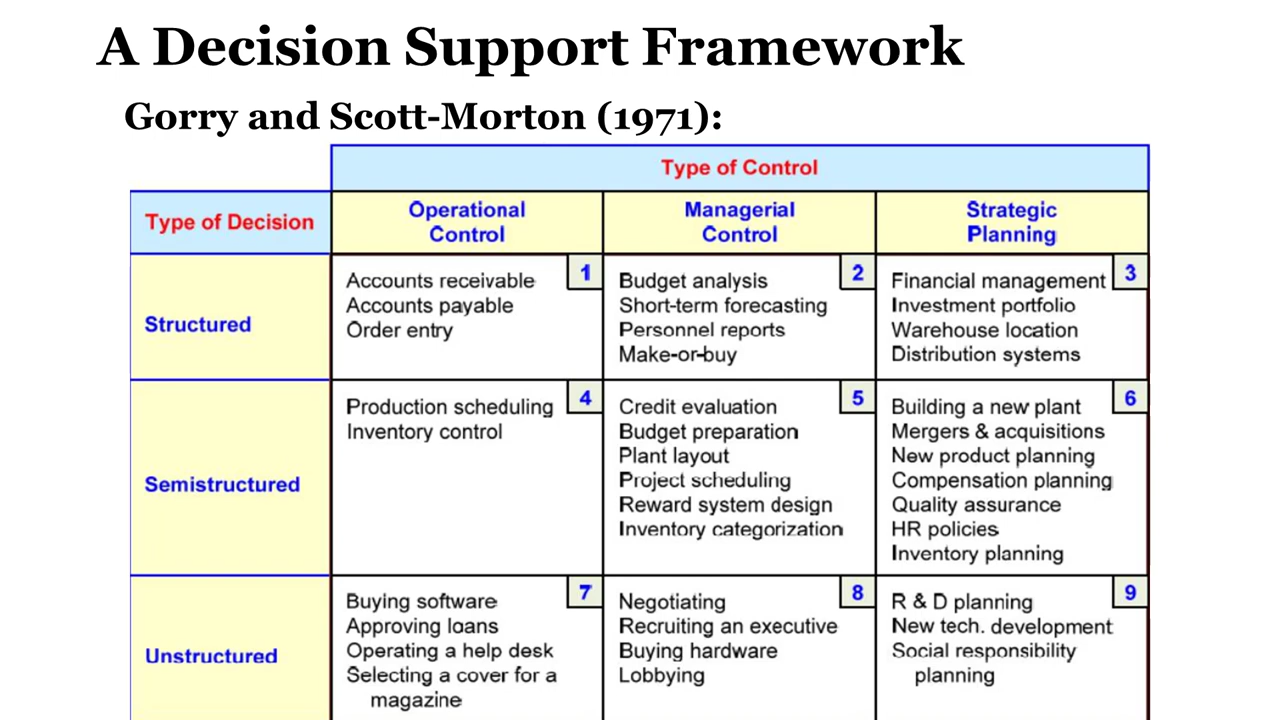 A Decision Support Framework
Gorry and Scott-Morton (1971):
Type of Control
Type of Decision
Operational
Control
Managerial
Control
Strategic
Planning
Structured
1
Accounts receivable
Accounts payable
Order entry
2
Budget analysis
Short-term forecasting
Personnel reports
Make-or-buy
3
Financial management
Investment portfolio
Warehouse location
Distribution systems
Semistructured
4
Production scheduling
Inventory control
5
Credit evaluation
Budget preparation
Plant layout
Project scheduling
Reward system design
Inventory categorization
6
Building a new plant
Mergers & acquisitions
New product planning
Compensation planning
Quality assurance
HR policies
Inventory planning
Unstructured
7
Buying software
Approving loans
Operating a help desk
Selecting a cover for a
magazine
8
Negotiating
Recruiting an executive
Buying hardware
Lobbying
9
R & D planning
New tech. development
Social responsibility
planning